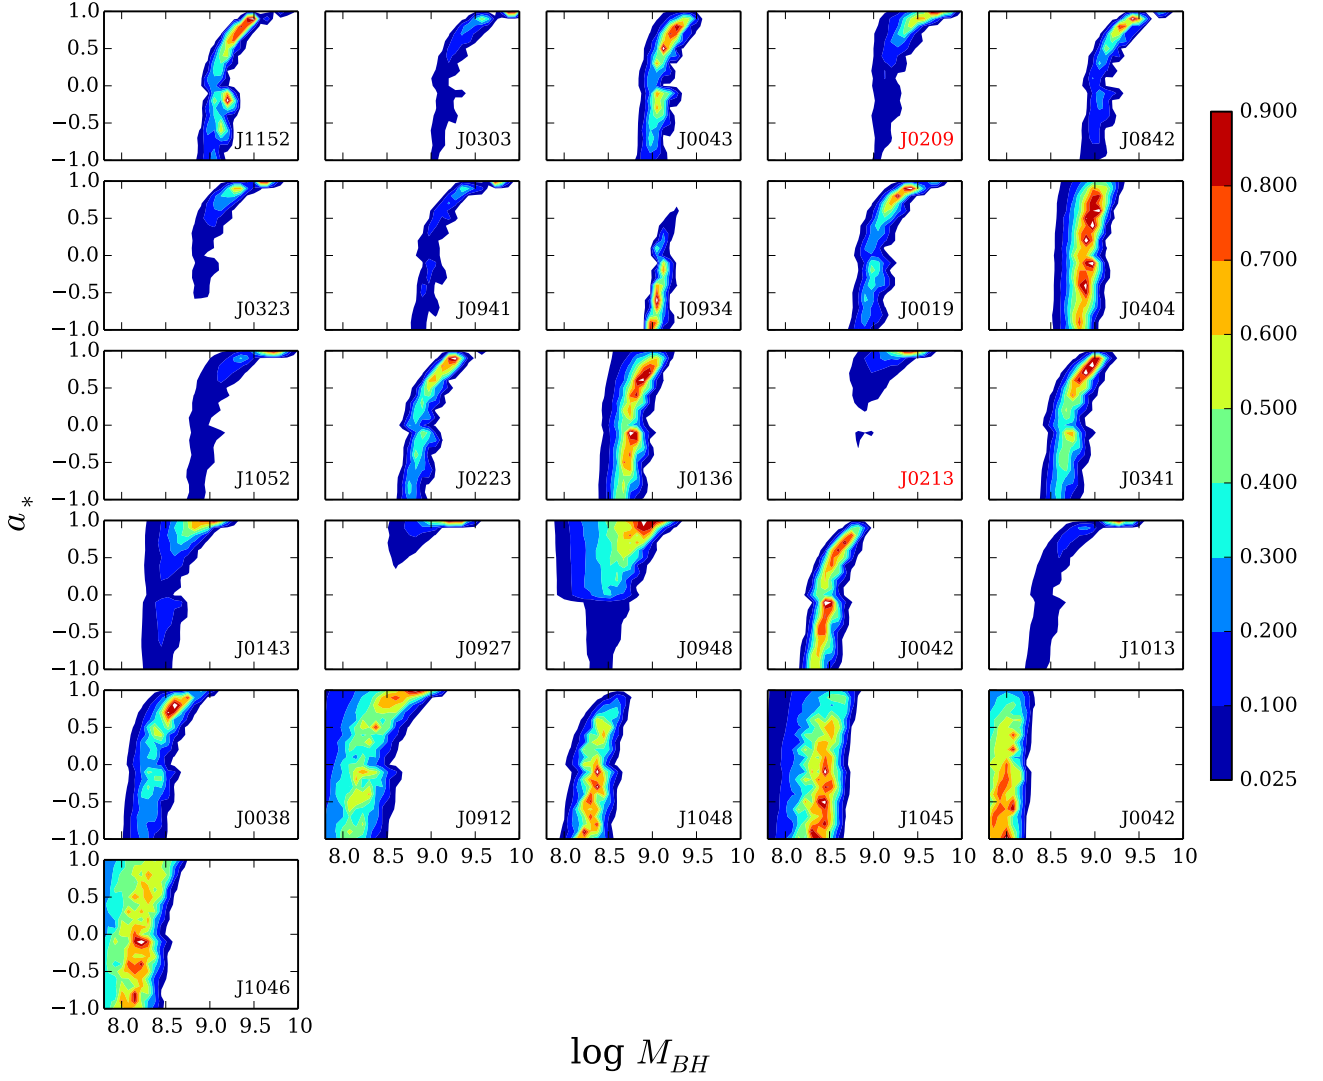 1.0
0.5
0.0
−0.5
−1.0
J1152
J0303
J0043
J0209
J0842
1.0
0.5
0.0
−0.5
−1.0
J0323
J0941
J0934
J0019
J0404
1.0
0.5
0.0
−0.5
−1.0
J1052
J0223
J0136
J0213
J0341
1.0
0.5
0.0
−0.5
−1.0
J0143
J0927
J0948
J0042
J1013
1.0
0.5
0.0
−0.5
−1.0
J0038
J0912
J1048
J1045
J0042
8.0 8.5 9.0 9.5 10
8.0 8.5 9.0 9.5 10
8.0 8.5 9.0 9.5 10
8.0 8.5 9.0 9.5 10
1.0
0.5
0.0
−0.5
−1.0
J1046
8.0 8.5 9.0 9.5 10
a*
log M_BH
0.900
0.800
0.700
0.600
0.500
0.400
0.300
0.200
0.100
0.025